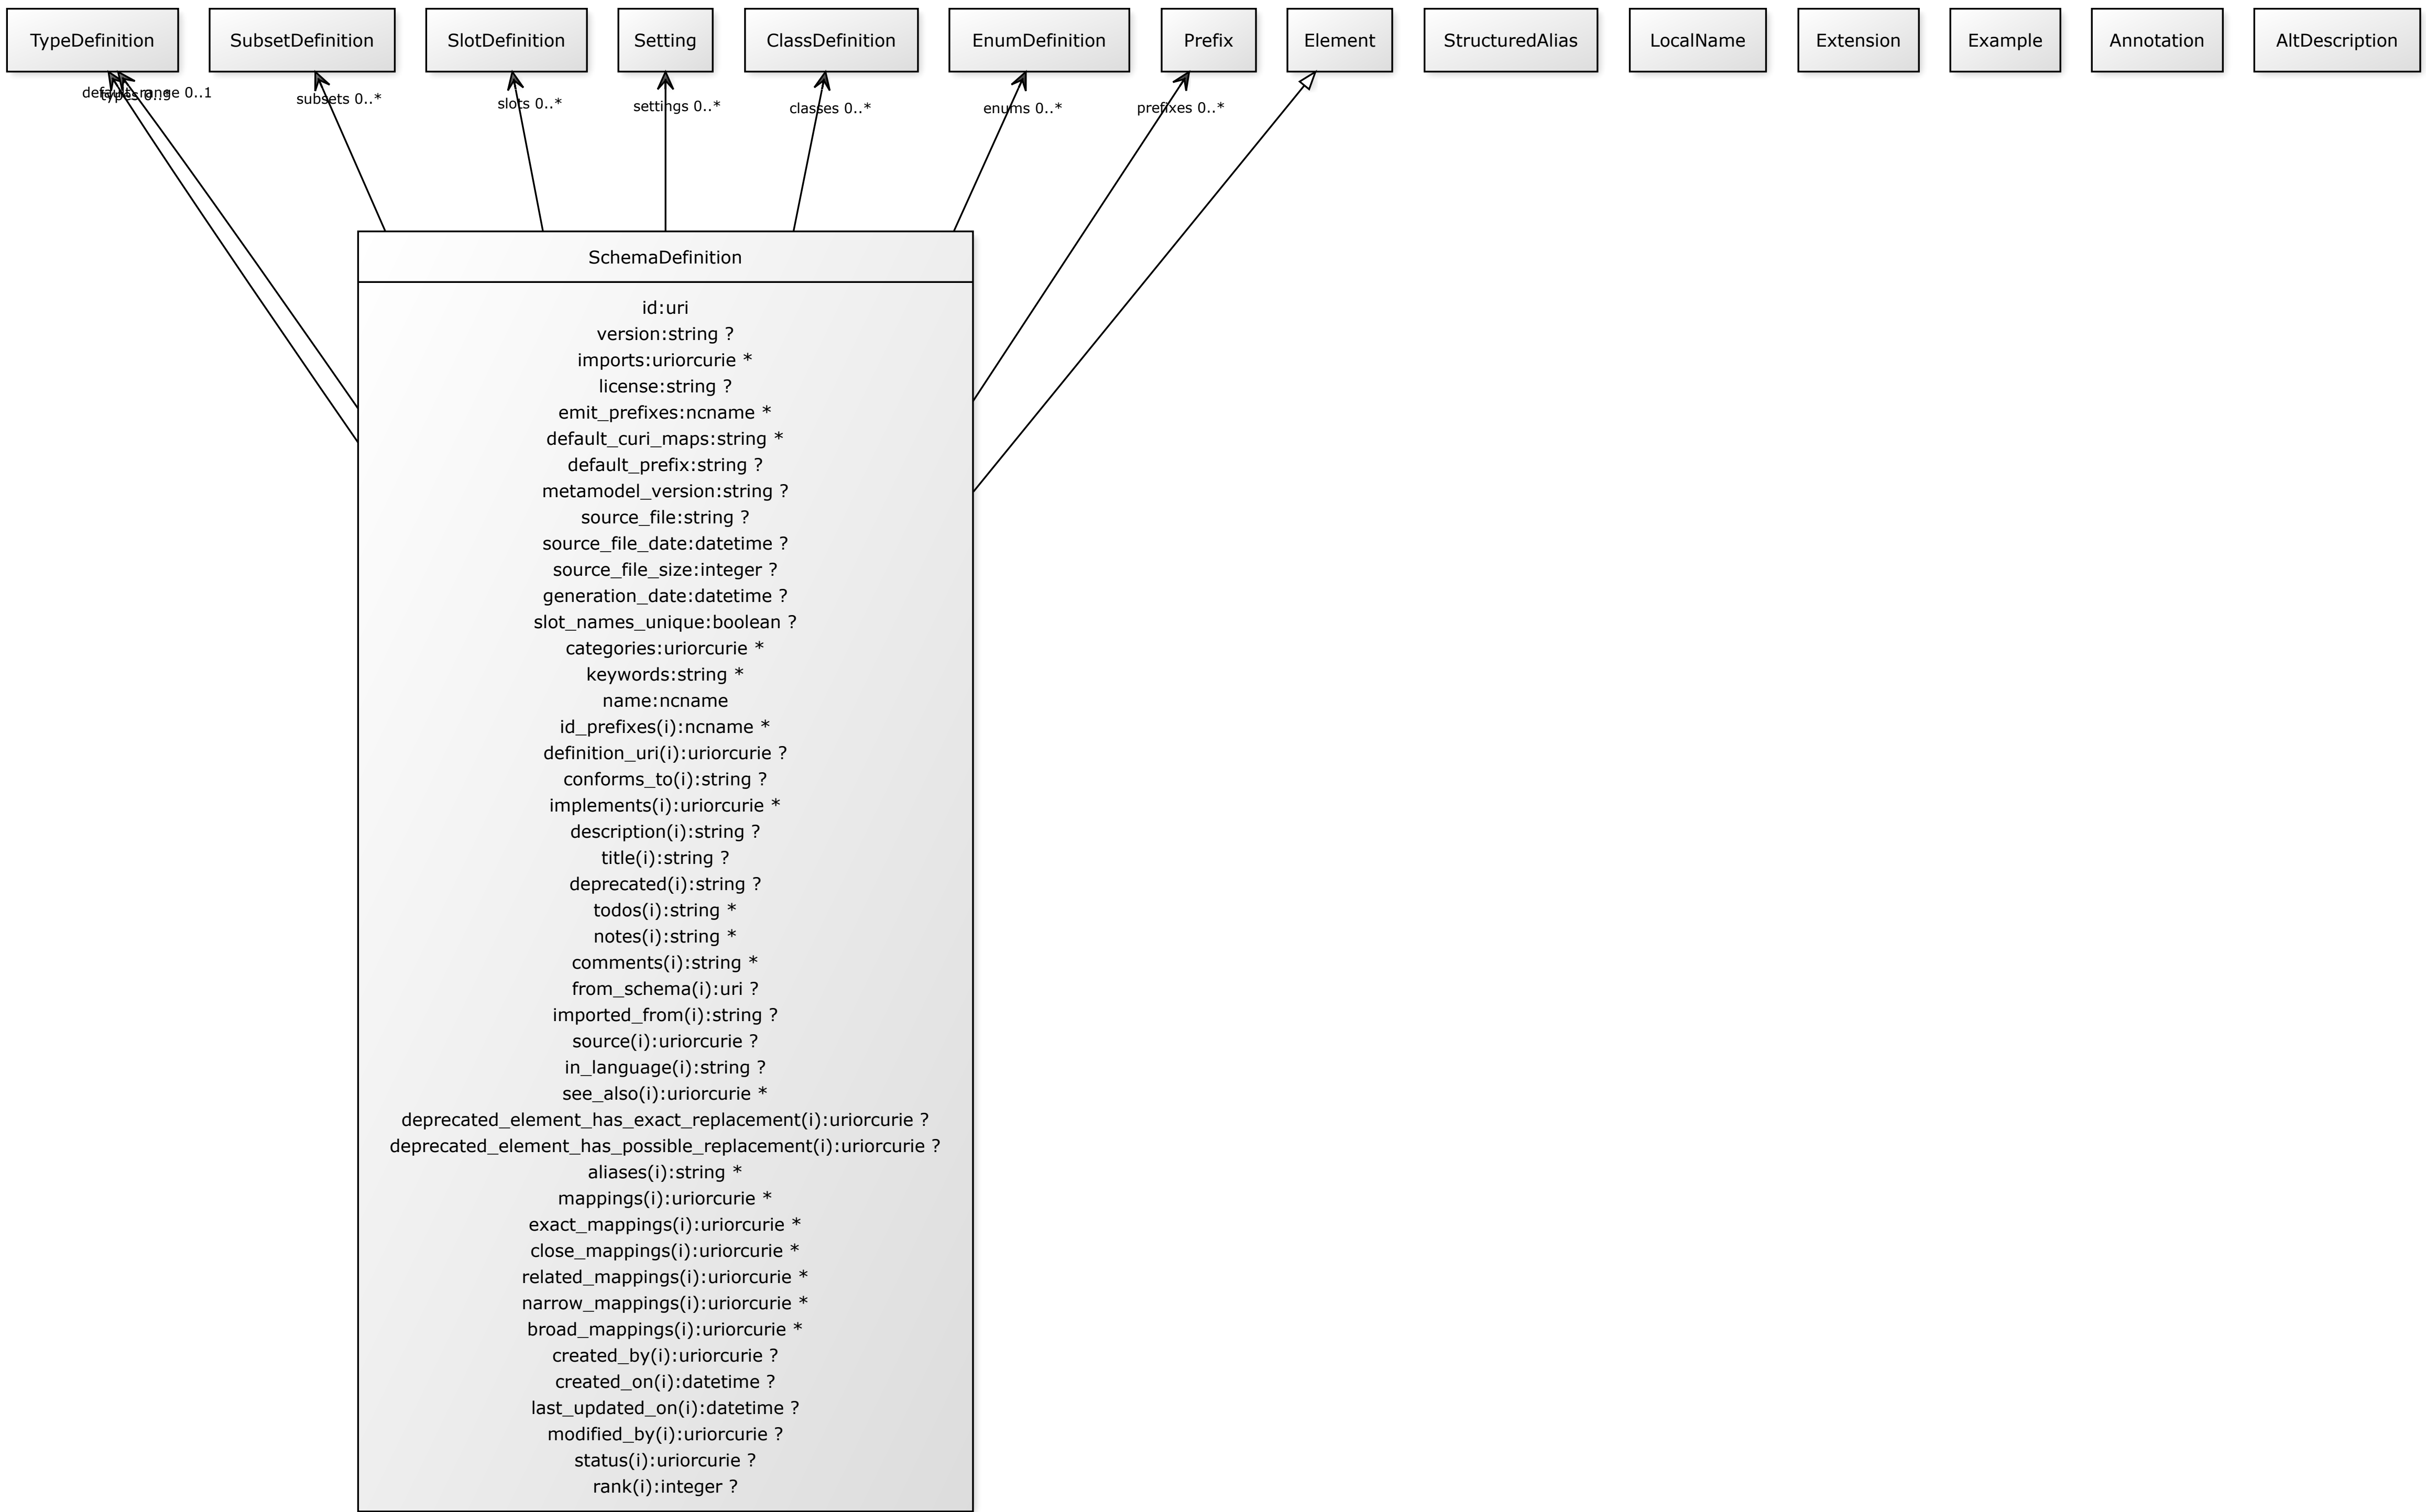 TypeDefinition
SubsetDefinition
SlotDefinition
Setting
ClassDefinition
EnumDefinition
Prefix
Element
StructuredAlias
LocalName
Extension
Example
Annotation
AltDescription
default_range 0..1
types 0..*
subsets 0..*
slots 0..*
settings 0..*
classes 0..*
enums 0..*
prefixes 0..*
SchemaDefinition
id:uri
version:string ?
imports:uriorcurie *
license:string ?
emit_prefixes:ncname *
default_curi_maps:string *
default_prefix:string ?
metamodel_version:string ?
source_file:string ?
source_file_date:datetime ?
source_file_size:integer ?
generation_date:datetime ?
slot_names_unique:boolean ?
categories:uriorcurie *
keywords:string *
name:ncname
id_prefixes(i):ncname *
definition_uri(i):uriorcurie ?
conforms_to(i):string ?
implements(i):uriorcurie *
description(i):string ?
title(i):string ?
deprecated(i):string ?
todos(i):string *
notes(i):string *
comments(i):string *
from_schema(i):uri ?
imported_from(i):string ?
source(i):uriorcurie ?
in_language(i):string ?
see_also(i):uriorcurie *
deprecated_element_has_exact_replacement(i):uriorcurie ?
deprecated_element_has_possible_replacement(i):uriorcurie ?
aliases(i):string *
mappings(i):uriorcurie *
exact_mappings(i):uriorcurie *
close_mappings(i):uriorcurie *
related_mappings(i):uriorcurie *
narrow_mappings(i):uriorcurie *
broad_mappings(i):uriorcurie *
created_by(i):uriorcurie ?
created_on(i):datetime ?
last_updated_on(i):datetime ?
modified_by(i):uriorcurie ?
status(i):uriorcurie ?
rank(i):integer ?